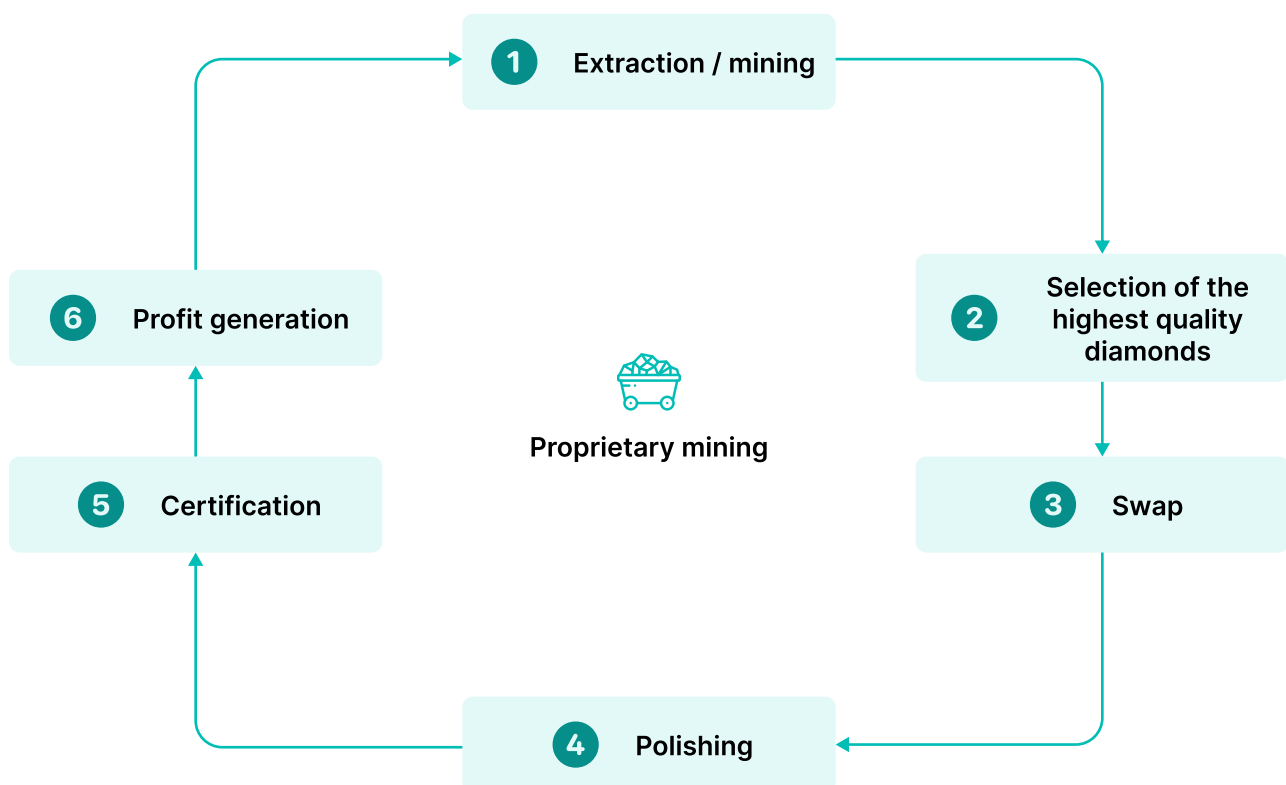 1 Extraction / mining
2 Selection of the
highest quality
diamonds
3 Swap
4 Polishing
5 Certification
6 Profit generation
Proprietary mining